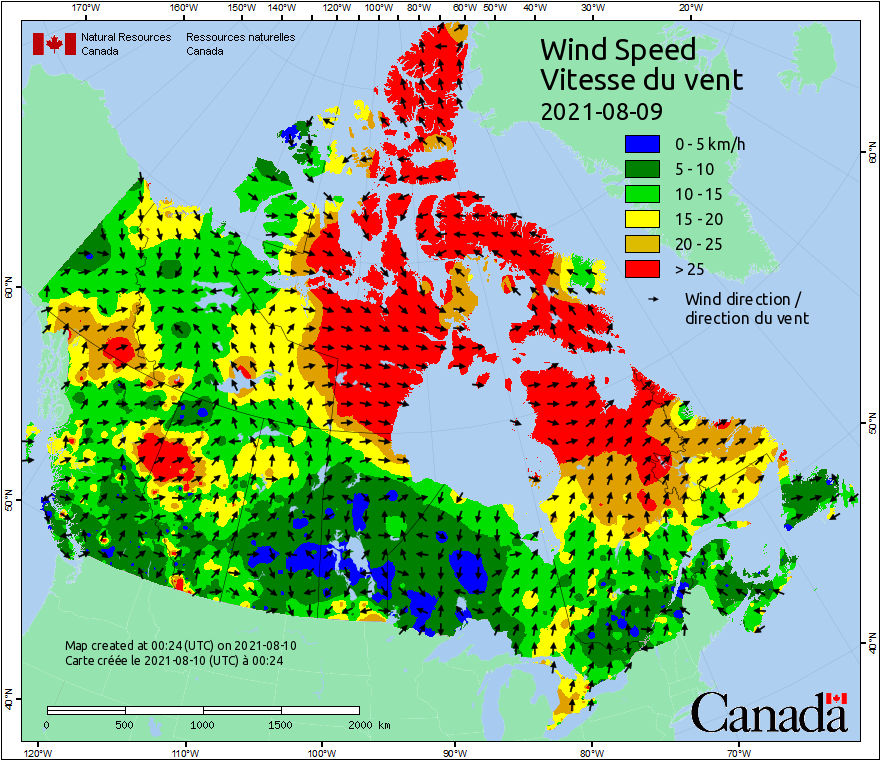 170°W 160°W 150°W 140°W 120°W 100°W 80°W 60°W 50°W 40°W 30°W 20°W
Natural Resources Ressources naturelles
Canada Canada
Wind Speed
Vitesse du vent
2021-08-09
0 - 5 km/h
5 - 10
10 - 15
15 - 20
20 - 25
> 25
Wind direction /
direction du vent
60°N
60°N
50°N
50°N
40°N
40°N
Map created at 00:24 (UTC) on 2021-08-10
Carte créée le 2021-08-10 (UTC) à 00:24
0 500 1000 1500 2000 km
Canada
120°W 110°W 100°W 90°W 80°W 70°W